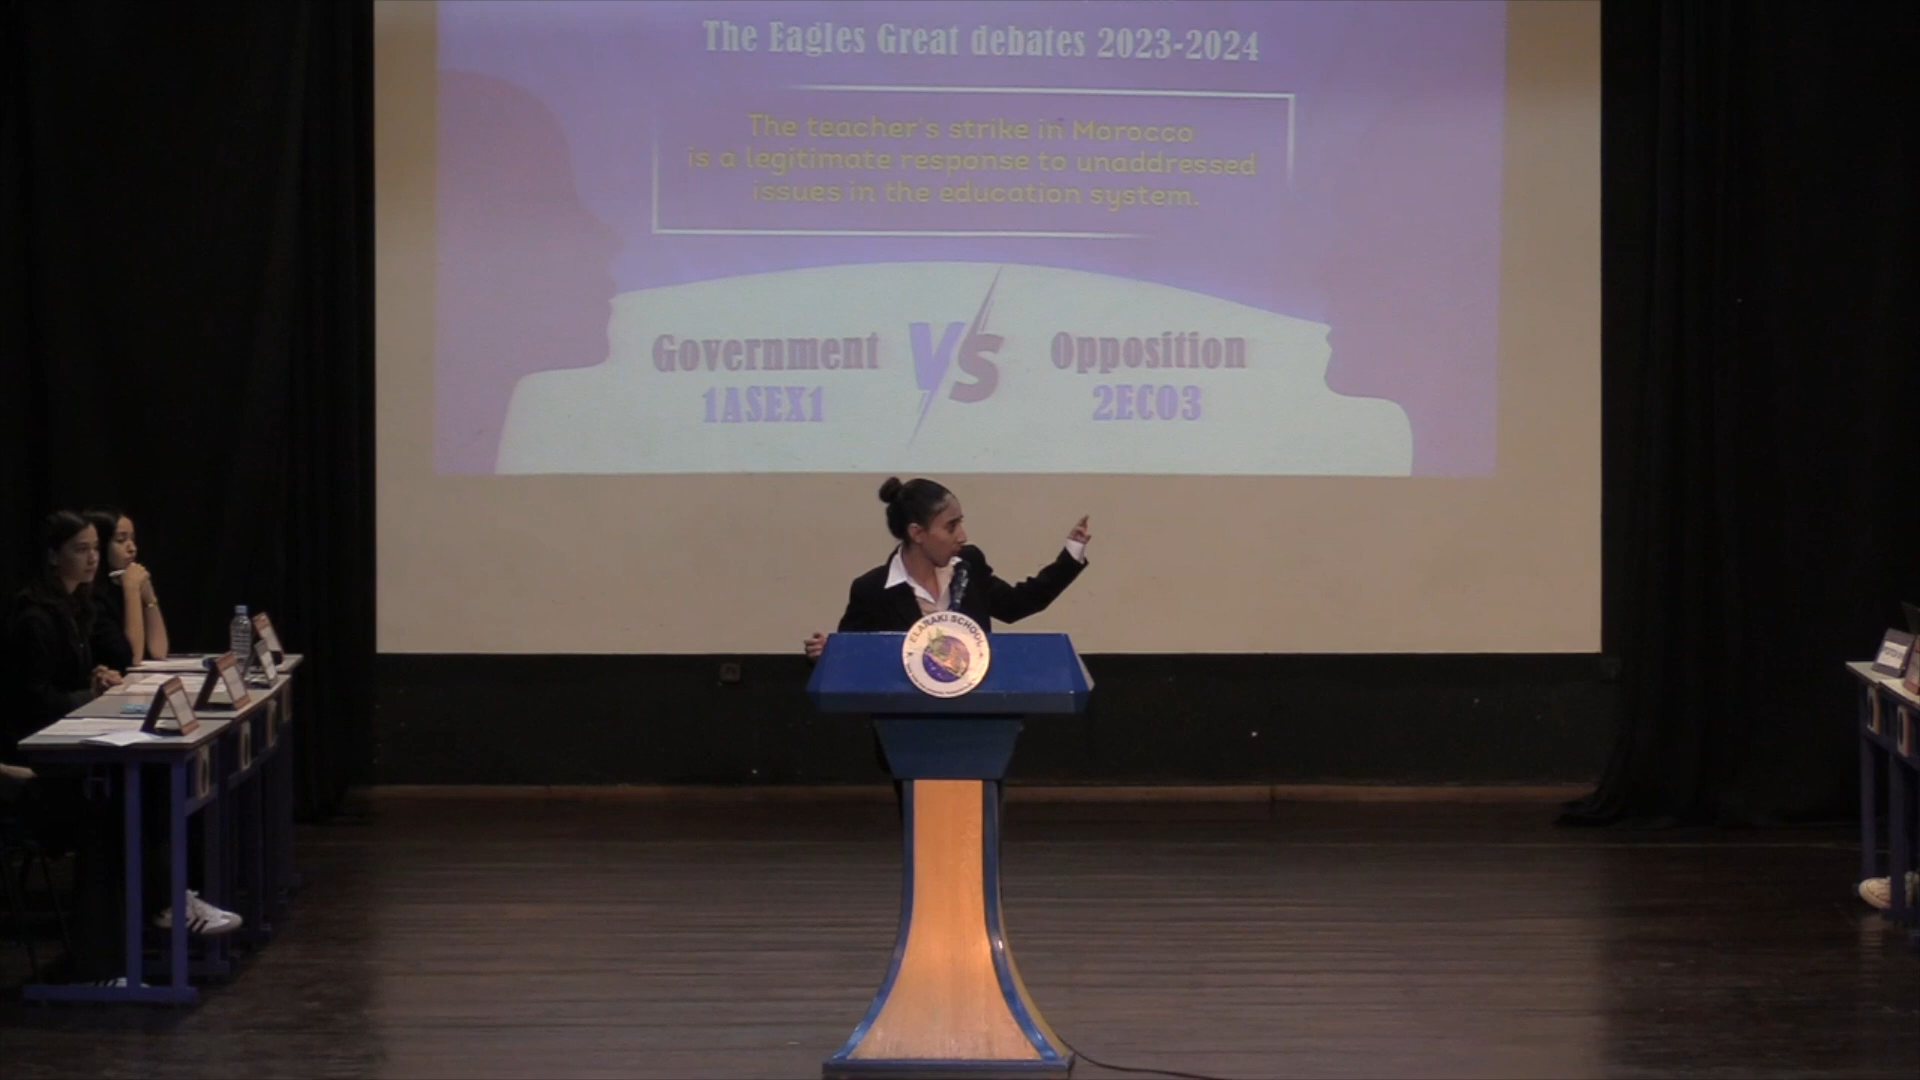 The Eagles Great debates 2023-2024
The teacher's strike in Morocco
is a legitimate response to unaddressed
issues in the education system.
Government
1ASEX1
VS
Opposition
2ECO3
ELARAKI SCHOOL